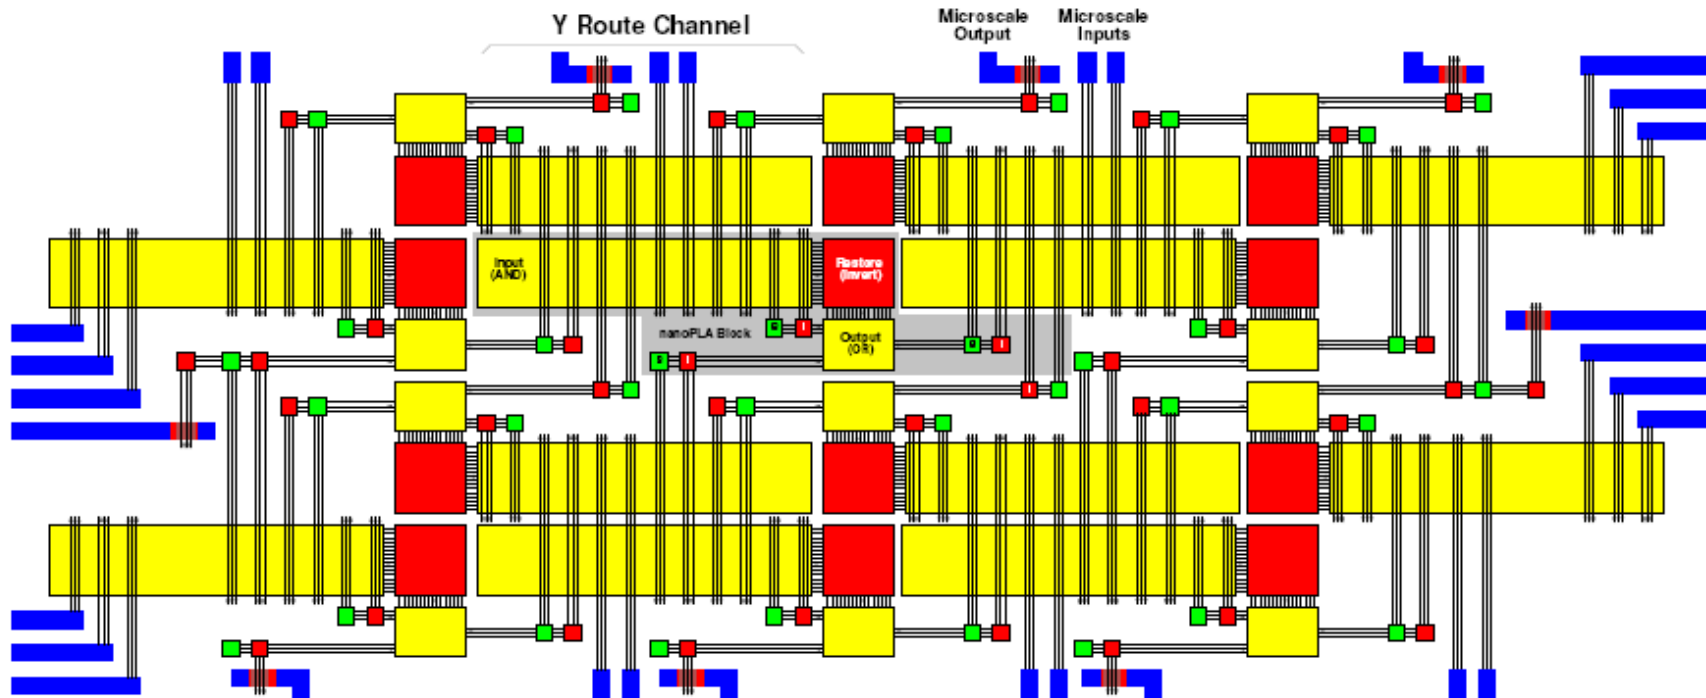 Y Route Channel
Microscale
Output
Microscale
Inputs
Input
(AND)
Restore
(Invert)
nanoPLA Block
Output
(OR)